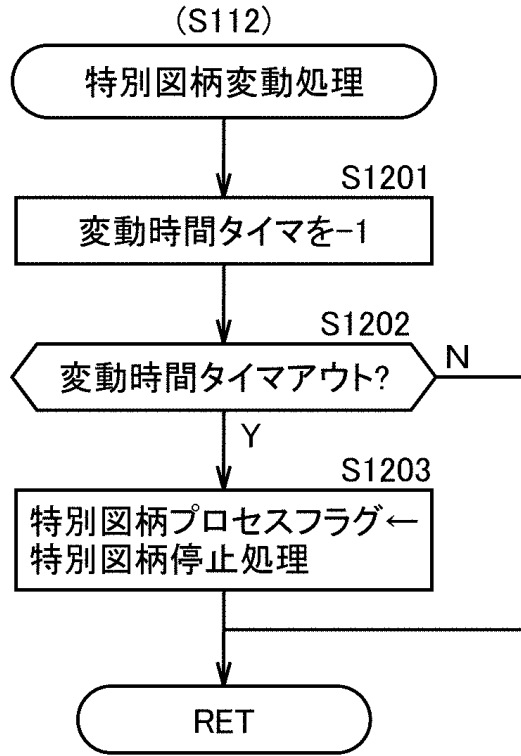 (S112)
特別図柄変動処理
S1201
変動時間タイマを-1
S1202
変動時間タイマアウト?
N
Y
S1203
特別図柄プロセスフラグ←
特別図柄停止処理
RET